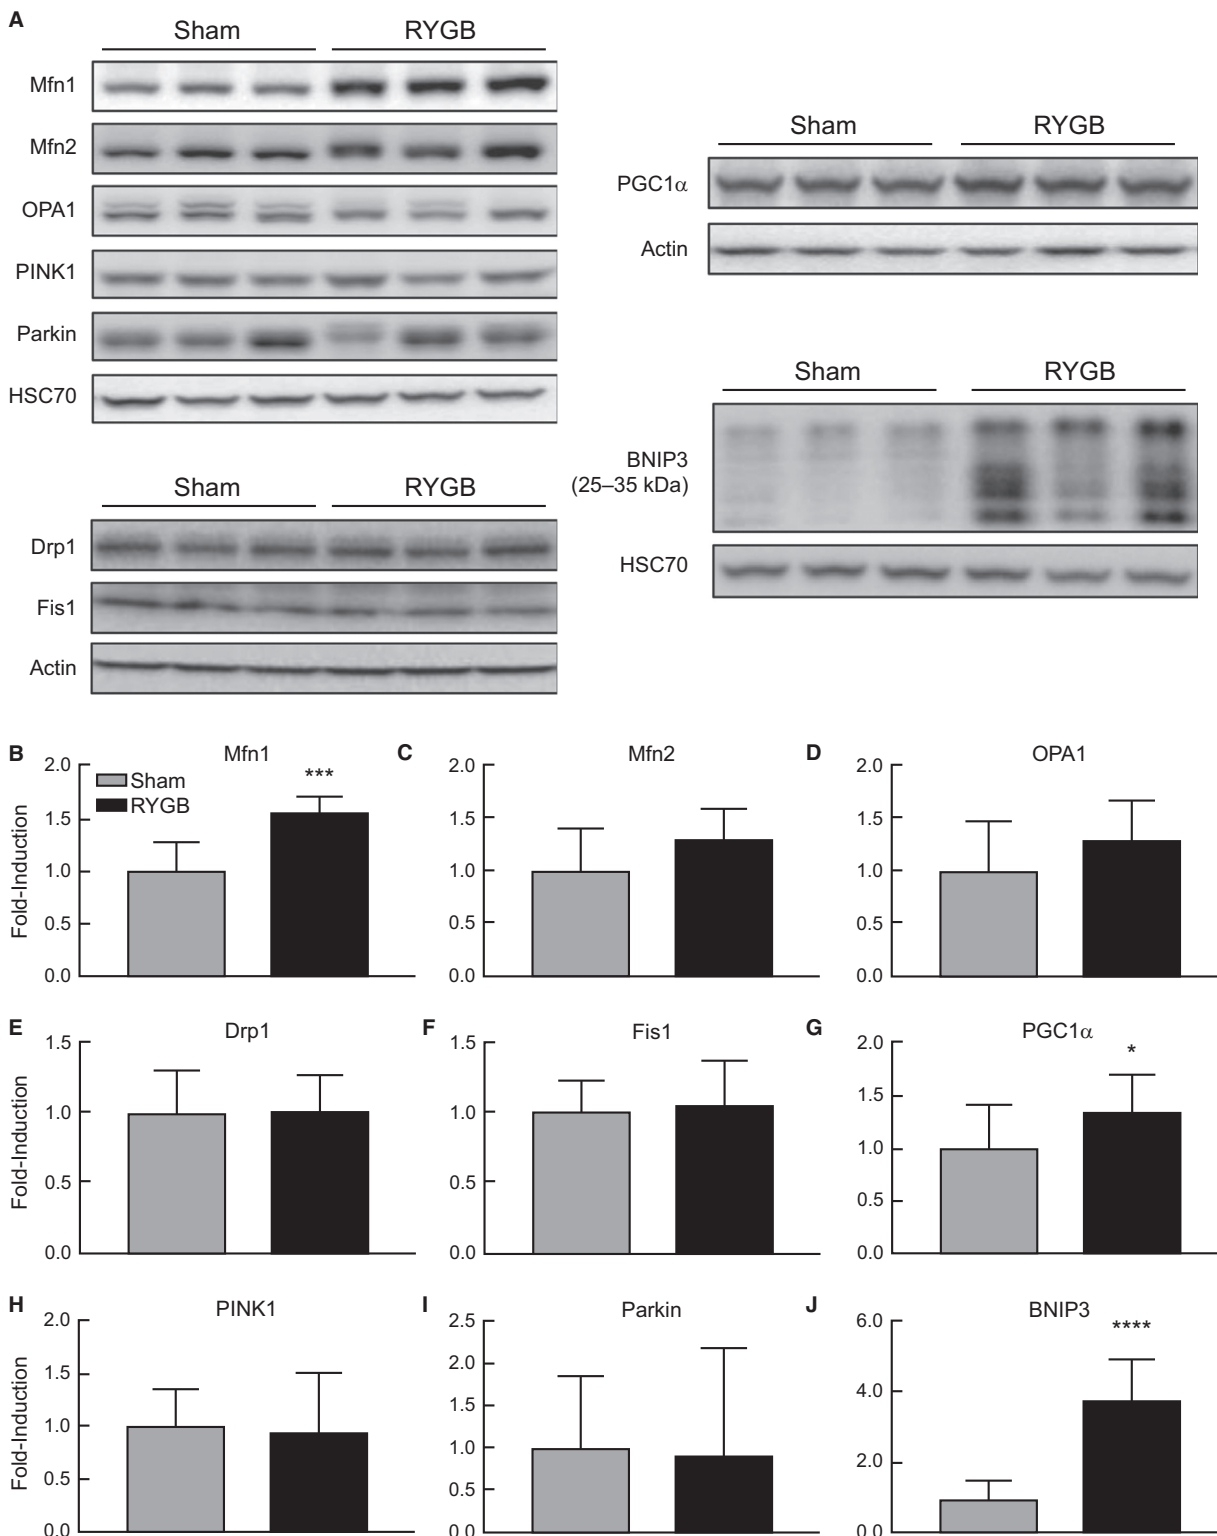 A
Sham RYGB
Mfn1
Mfn2
OPA1
PINK1
Parkin
HSC70
Sham RYGB
Drp1
Fis1
Actin
Sham RYGB
PGC1α
Actin
Sham RYGB
BNIP3
(25–35 kDa)
HSC70
B Mfn1
Fold-Induction
2.0
1.5
1.0
0.5
0.0
Sham
RYGB
***
C Mfn2
2.0
1.5
1.0
0.5
0.0
D OPA1
2.0
1.5
1.0
0.5
0.0
E Drp1
Fold-Induction
1.5
1.0
0.5
0.0
F Fis1
1.5
1.0
0.5
0.0
G PGC1α
2.0
1.5
1.0
0.5
0.0
*
H PINK1
Fold-Induction
2.0
1.5
1.0
0.5
0.0
I Parkin
2.5
2.0
1.5
1.0
0.5
0.0
J BNIP3
6.0
4.0
2.0
0.0
****